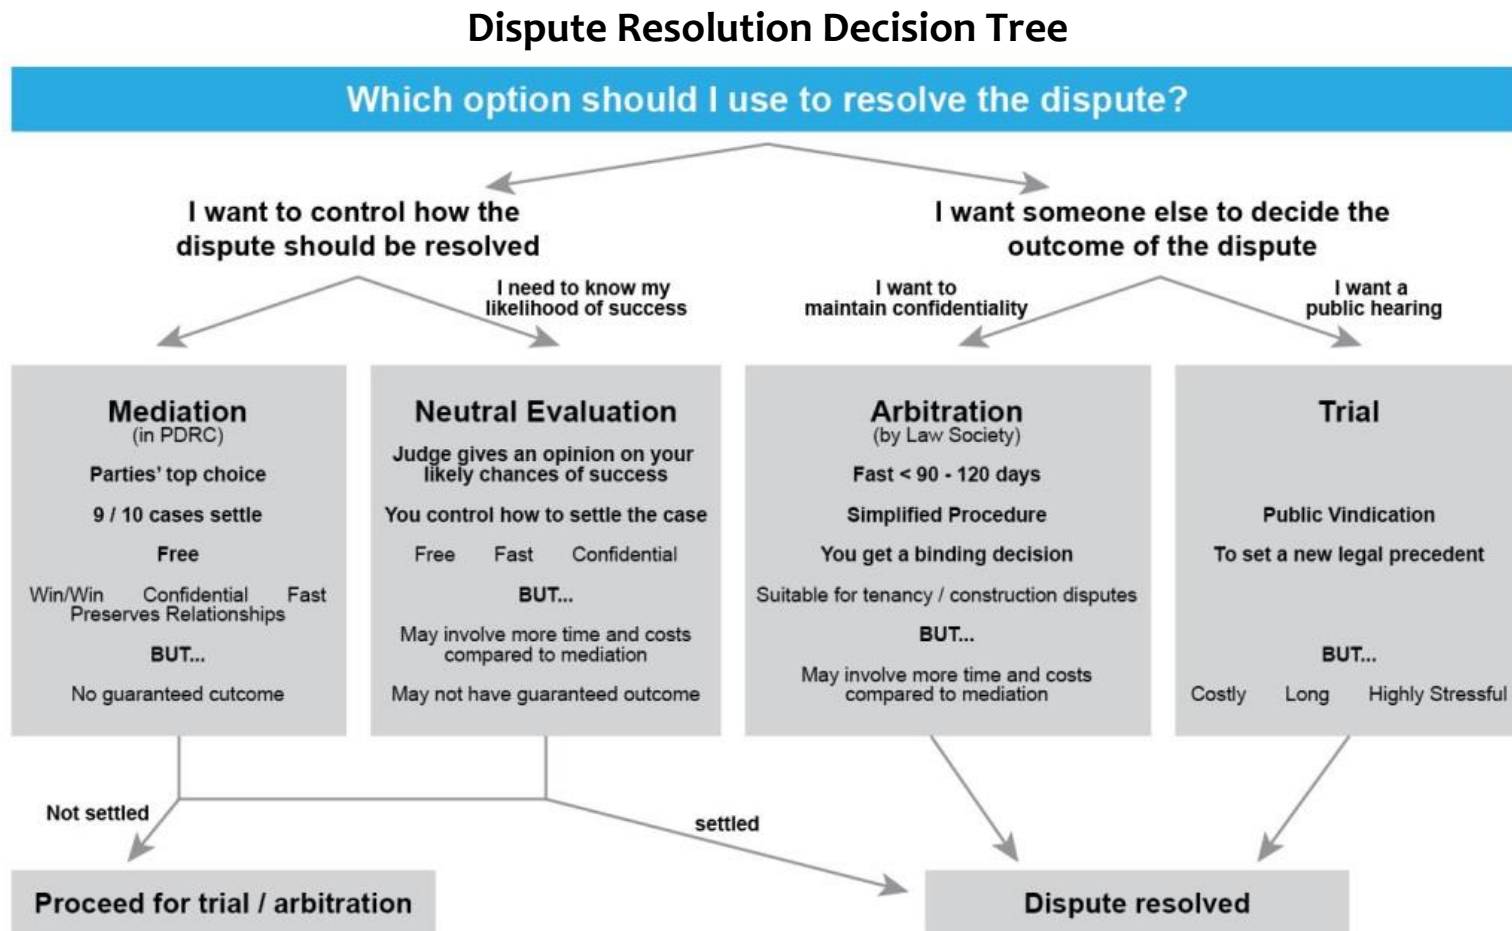 Dispute Resolution Decision Tree
Which option should I use to resolve the dispute?
I want to control how the
dispute should be resolved
I want someone else to decide the
outcome of the dispute
I need to know my
likelihood of success
I want to
maintain confidentiality
I want a
public hearing
Mediation
(in PDRC)
Parties' top choice
9 / 10 cases settle
Free
Win/Win Confidential Fast
Preserves Relationships
BUT...
No guaranteed cutcome
Neutral Evaluation
Judge gives an opinion on your
likely chances of success
You control how to settle the case
Free Fast Confidential
BUT...
May involve more time and costs
compared to mediation
May not have guaranteed outcome
Arbitration
(by Law Society)
Fast < 90 - 120 days
Simplified Procedure
You get a binding decision
Suitable for tenancy / construction disputes
BUT...
May involve more time and costs
compared to mediation
Trial
Public Vindication
To set a new legal precedent
BUT...
Costly Long Highly Stressful
Not settled
settled
Proceed for trial / arbitration
Dispute resolved